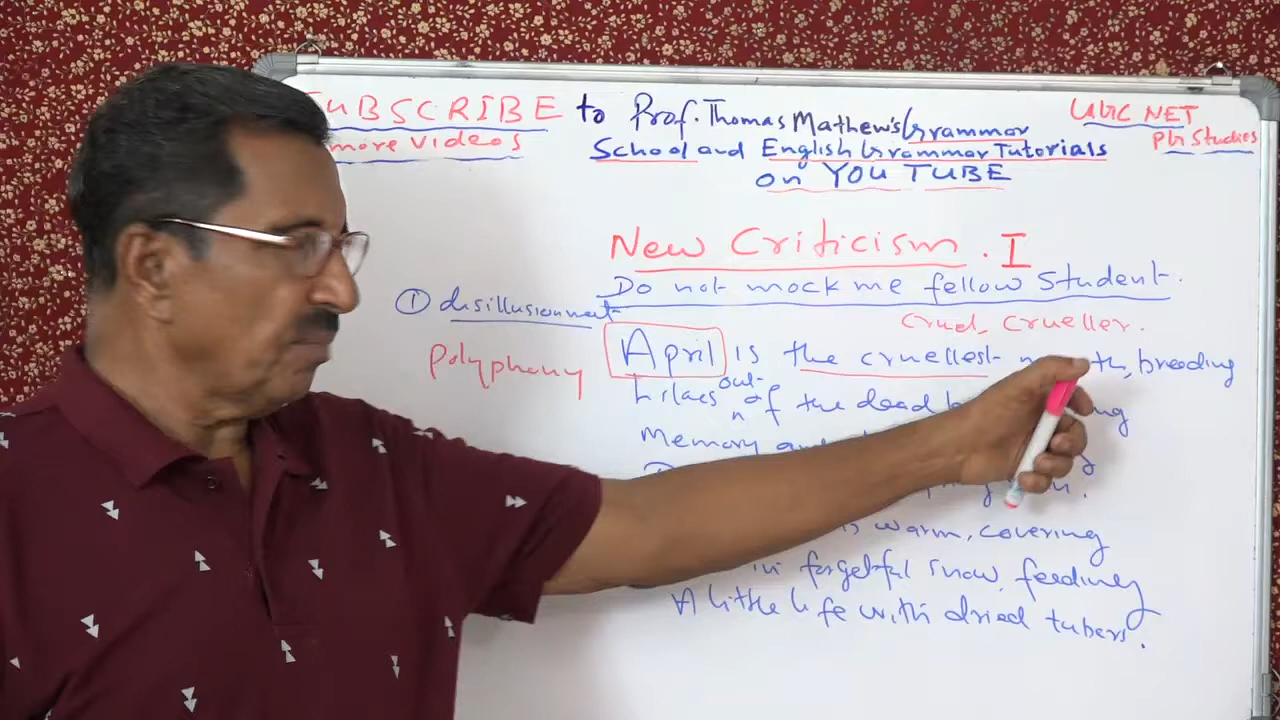 SUBSCRIBE to Prof. Thomas Mathew's Grammar
more videos School and English Grammar Tutorials
on YOU TUBE
UGC NET
PG Studies
New Criticism. I
Do not mock me fellow Student.
① disillusionment
cruel, crueller.
Polyphony
April is the cruellest breeding
Lilacs out of the dead
Memory
warm, covering
in forgetful snow, feeding
A little life with dried tubers.